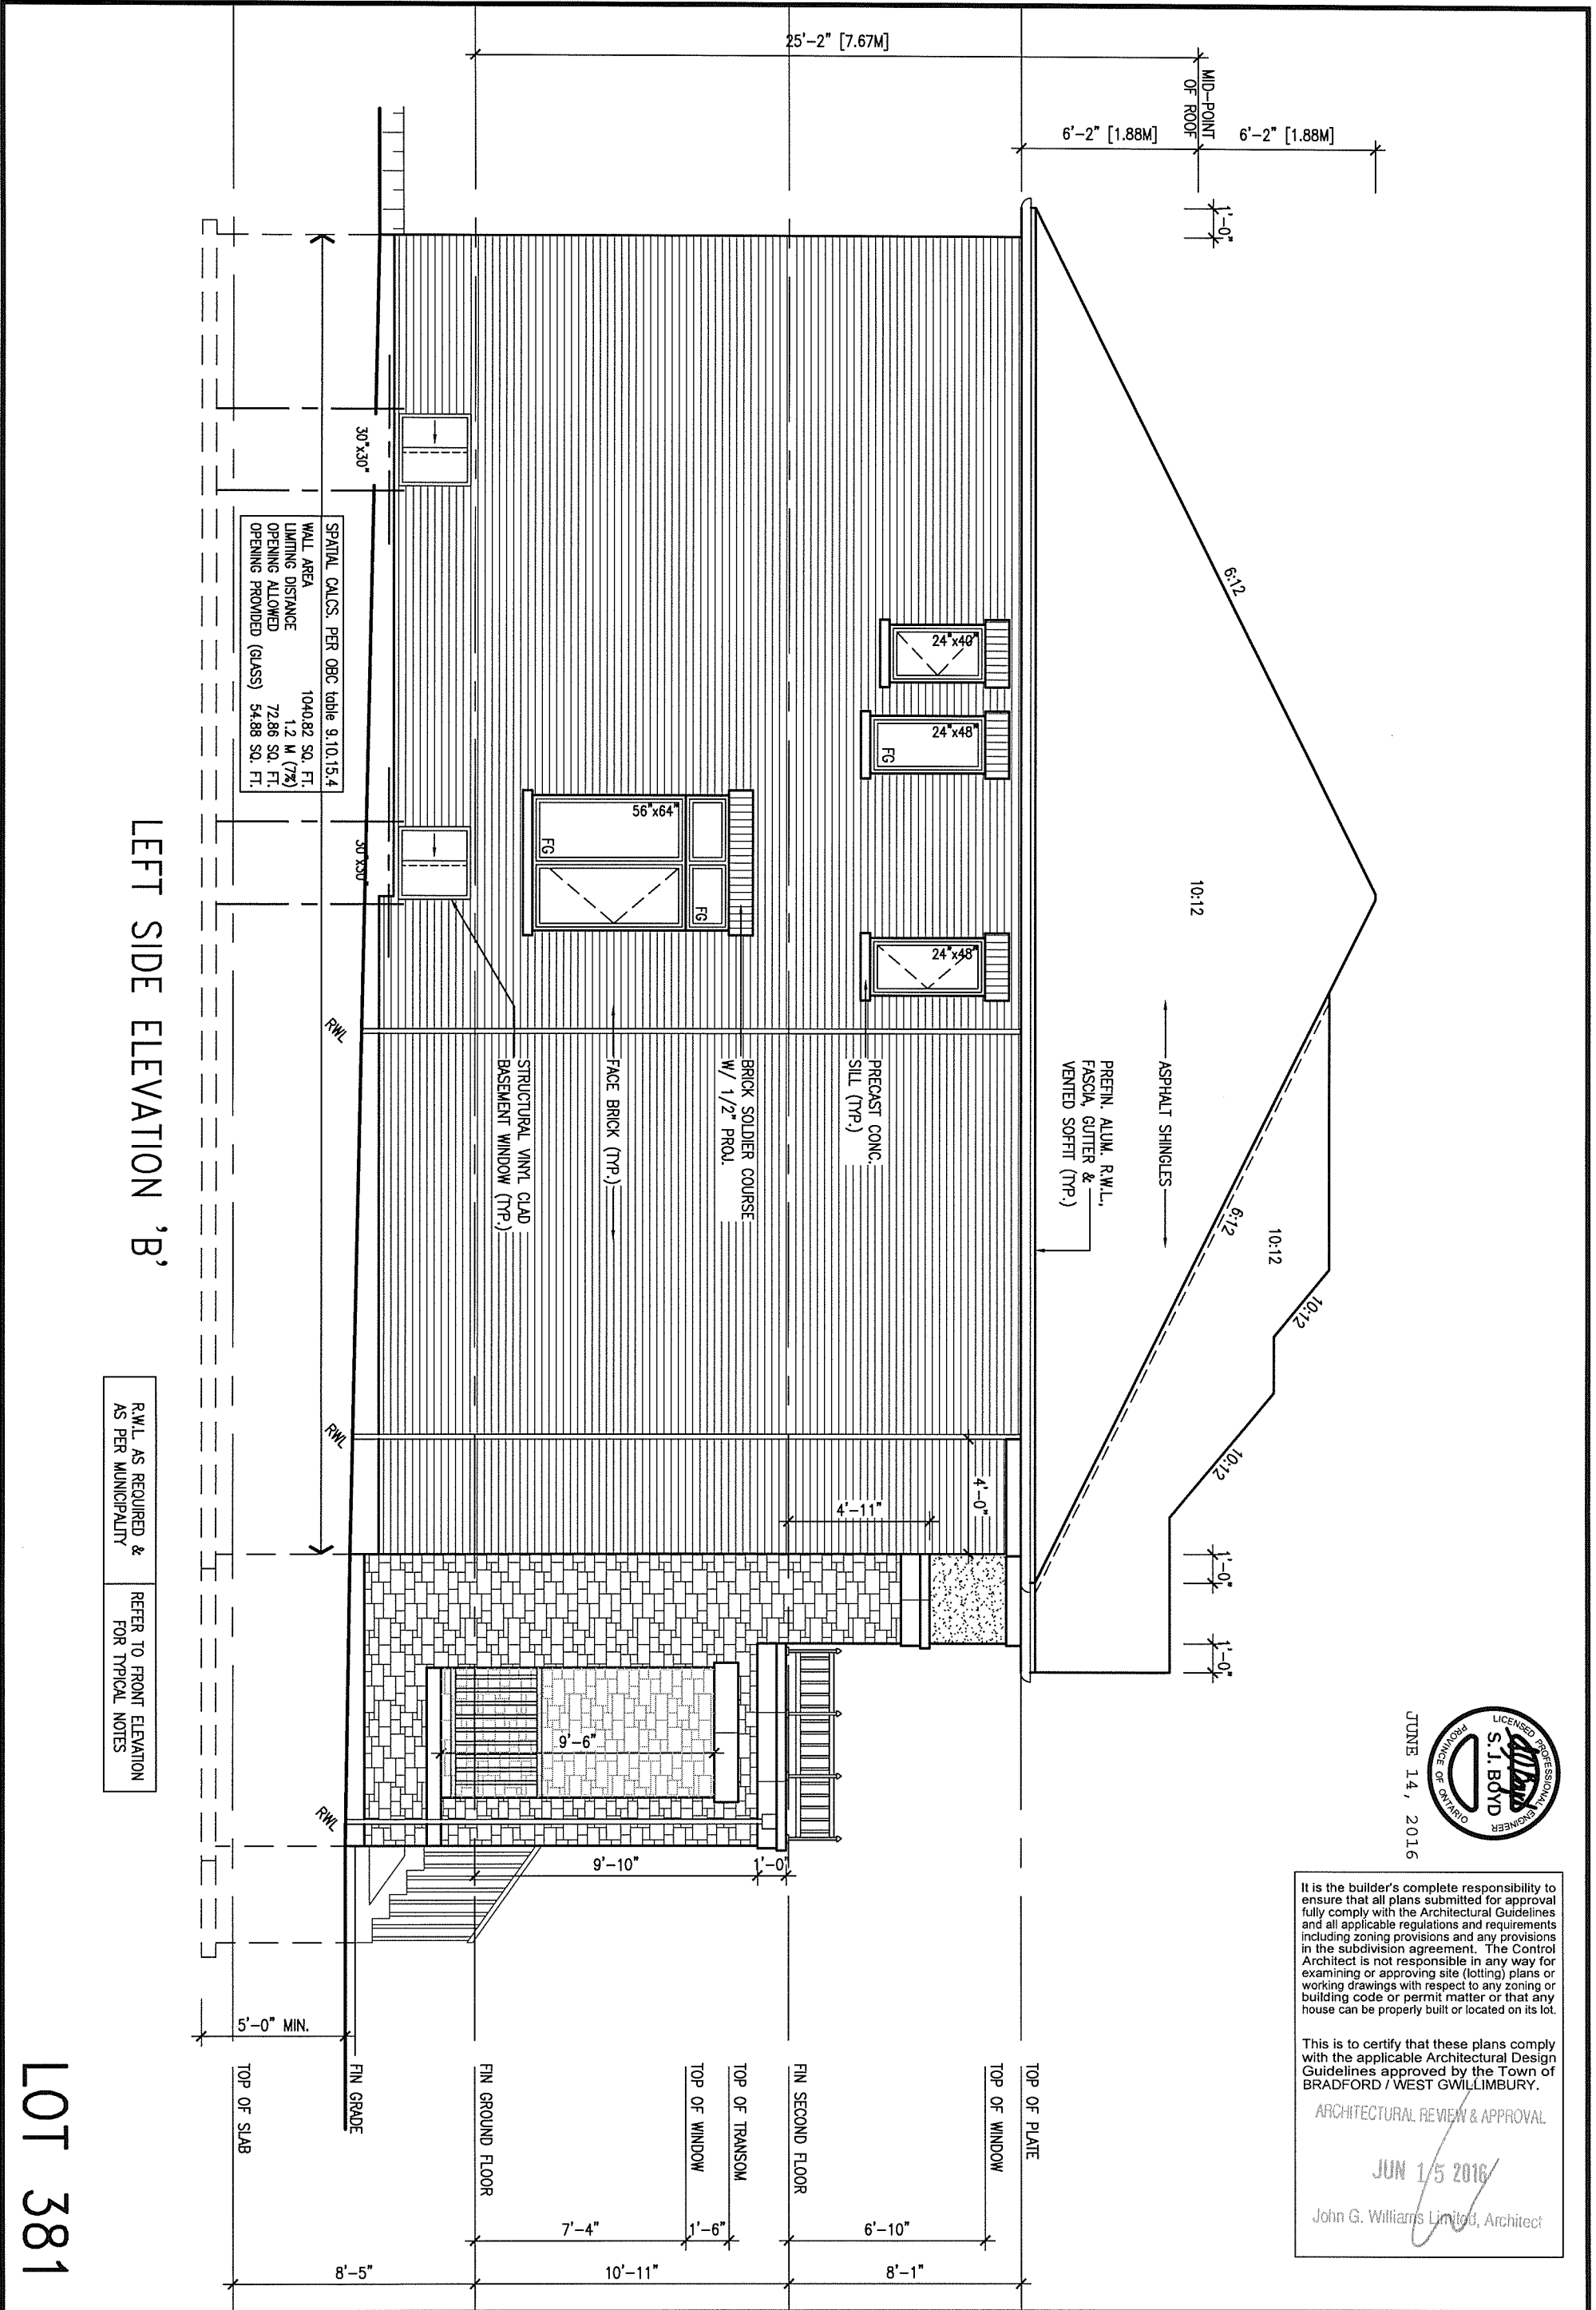 25'-2" [7.67M]
MID-POINT
OF ROOF
6'-2" [1.88M]
6'-2" [1.88M]
1'-0"
6:12
10:12
6:12
10:12
10:12
10:12
1'-0"
1'-0"
ASPHALT SHINGLES
PREFIN. ALUM. R.W.L.,
FASCIA, GUTTER &
VENTED SOFFIT (TYP.)
24"x40"
24"x48"
FG
24"x48"
PRECAST CONC.
SILL (TYP.)
BRICK SOLDIER COURSE
W/ 1/2" PROJ.
56"x64"
FG
FG
FACE BRICK (TYP.)
STRUCTURAL VINYL CLAD
BASEMENT WINDOW (TYP.)
30"x30"
30"x30"
RWL
RWL
RWL
4'-0"
4'-11"
9'-6"
9'-10"
1'-0"
5'-0" MIN.
SPATIAL CALCS. PER OBC table 9.10.15.4
WALL AREA 1040.82 SQ. FT.
LIMITING DISTANCE 1.2 M (7%)
OPENING ALLOWED 72.86 SQ. FT.
OPENING PROVIDED (GLASS) 54.88 SQ. FT.
LEFT SIDE ELEVATION 'B'
R.W.L. AS REQUIRED &
AS PER MUNICIPALITY
REFER TO FRONT ELEVATION
FOR TYPICAL NOTES
TOP OF PLATE
TOP OF WINDOW
FIN SECOND FLOOR
TOP OF TRANSOM
TOP OF WINDOW
FIN GROUND FLOOR
FIN GRADE
TOP OF SLAB
6'-10"
1'-6"
7'-4"
8'-1"
10'-11"
8'-5"
LICENSED PROFESSIONAL ENGINEER
S. J. BOYD
PROVINCE OF ONTARIO
JUNE 14, 2016
It is the builder's complete responsibility to
ensure that all plans submitted for approval
fully comply with the Architectural Guidelines
and all applicable regulations and requirements
including zoning provisions and any provisions
in the subdivision agreement. The Control
Architect is not responsible in any way for
examining or approving site (lotting) plans or
working drawings with respect to any zoning or
building code or permit matter or that any
house can be properly built or located on its lot.
This is to certify that these plans comply
with the applicable Architectural Design
Guidelines approved by the Town of
BRADFORD / WEST GWILLIMBURY.
ARCHITECTURAL REVIEW & APPROVAL
JUN 15 2016
John G. Williams Limited, Architect
LOT 381